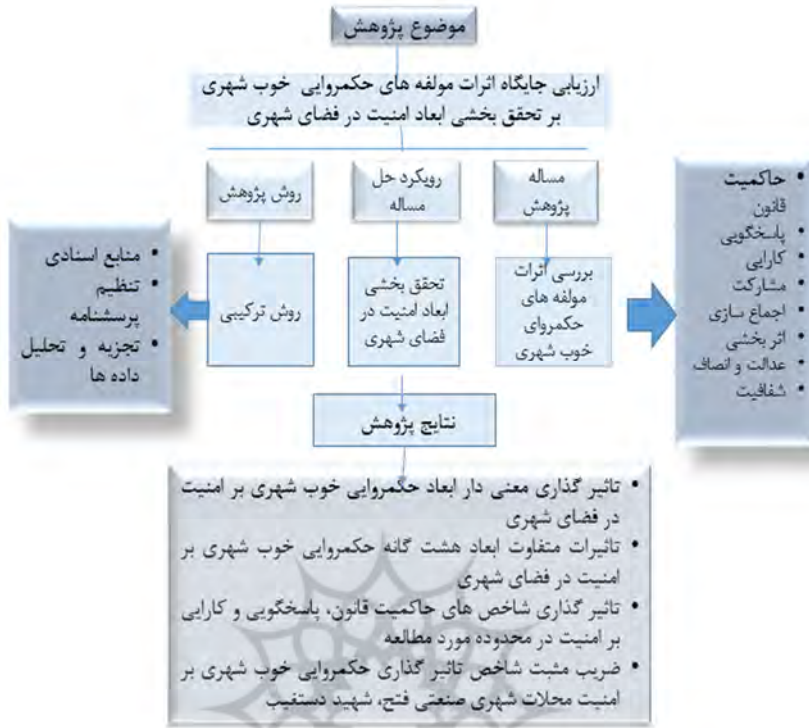 موضوع پژوهش
ارزیابی جایگاه اثرات مولفه های حکمروایی خوب شهری
بر تحقق بخشی ابعاد امنیت در فضای شهری
مساله
پژوهش
رویکرد حل
مساله
روش پژوهش
بررسی اثرات
مولفه های
حکمروای
خوب شهری
تحقق بخشی
ابعاد امنیت در
فضای شهری
روش ترکیبی
• حاکمیت
قانون
• پاسخگویی
• کارایی
• مشارکت
• اجماع سازی
• اثر بخشی
• عدالت و انصاف
• شفافیت
• منابع اسنادی
• تنظیم
پرسشنامه
• تجزیه و تحلیل
داده ها
نتایج پژوهش
• تاثیر گذاری معنی دار ابعاد حکمروایی خوب شهری بر امنیت
در فضای شهری
• تاثیرات متفاوت ابعاد هشت گانه حکمروایی خوب شهری بر
امنیت در فضای شهری
• تاثیر گذاری شاخص های حاکمیت قانون، پاسخگویی و کارایی
بر امنیت در محدوده مورد مطالعه
• ضریب مثبت شاخص تاثیر گذاری حکمروایی خوب شهری بر
امنیت محلات شهری صنعتی فتح، شهید دستغیب